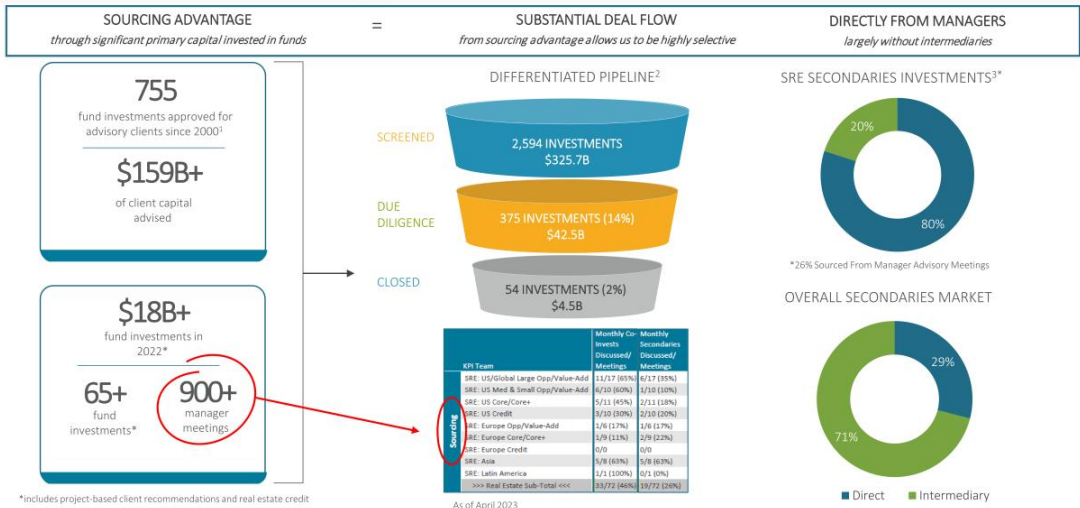 SOURCING ADVANTAGE
through significant primary capital invested in funds
=
SUBSTANTIAL DEAL FLOW
from sourcing advantage allows us to be highly selective
DIRECTLY FROM MANAGERS
largely without intermediaries
755
fund investments approved for
advisory clients since 2000¹
$159B+
of client capital
advised
$18B+
fund investments in
2022*
65+
fund
investments*
900+
manager
meetings
*includes project-based client recommendations and real estate credit
DIFFERENTIATED PIPELINE²
SCREENED
2,594 INVESTMENTS
$325.7B
DUE
DILIGENCE
375 INVESTMENTS (14%)
$42.5B
CLOSED
54 INVESTMENTS (2%)
$4.5B
Sourcing
KPI Team
Monthly Co-
Invests
Discussed/
Meetings
Monthly
Secondaries
Discussed/
Meetings
SRE: US/Global Large Opp/Value-Add 11/17 (65%) 6/17 (35%)
SRE: US Med & Small Opp/Value-Add 6/10 (60%) 1/10 (10%)
SRE: US Core/Core+ 5/11 (45%) 2/11 (18%)
SRE: US Credit 3/10 (30%) 2/10 (20%)
SRE: Europe Opp/Value-Add 1/6 (17%) 1/6 (17%)
SRE: Europe Core/Core+ 1/9 (11%) 2/9 (22%)
SRE: Europe Credit 0/0 0/0
SRE: Asia 5/8 (63%) 5/8 (63%)
SRE: Latin America 1/1 (100%) 0/1 (0%)
>>> Real Estate Sub-Total <<< 33/72 (46%) 19/72 (26%)
As of April 2023
SRE SECONDARIES INVESTMENTS³*
20%
80%
*26% Sourced From Manager Advisory Meetings
OVERALL SECONDARIES MARKET
29%
71%
Direct
Intermediary